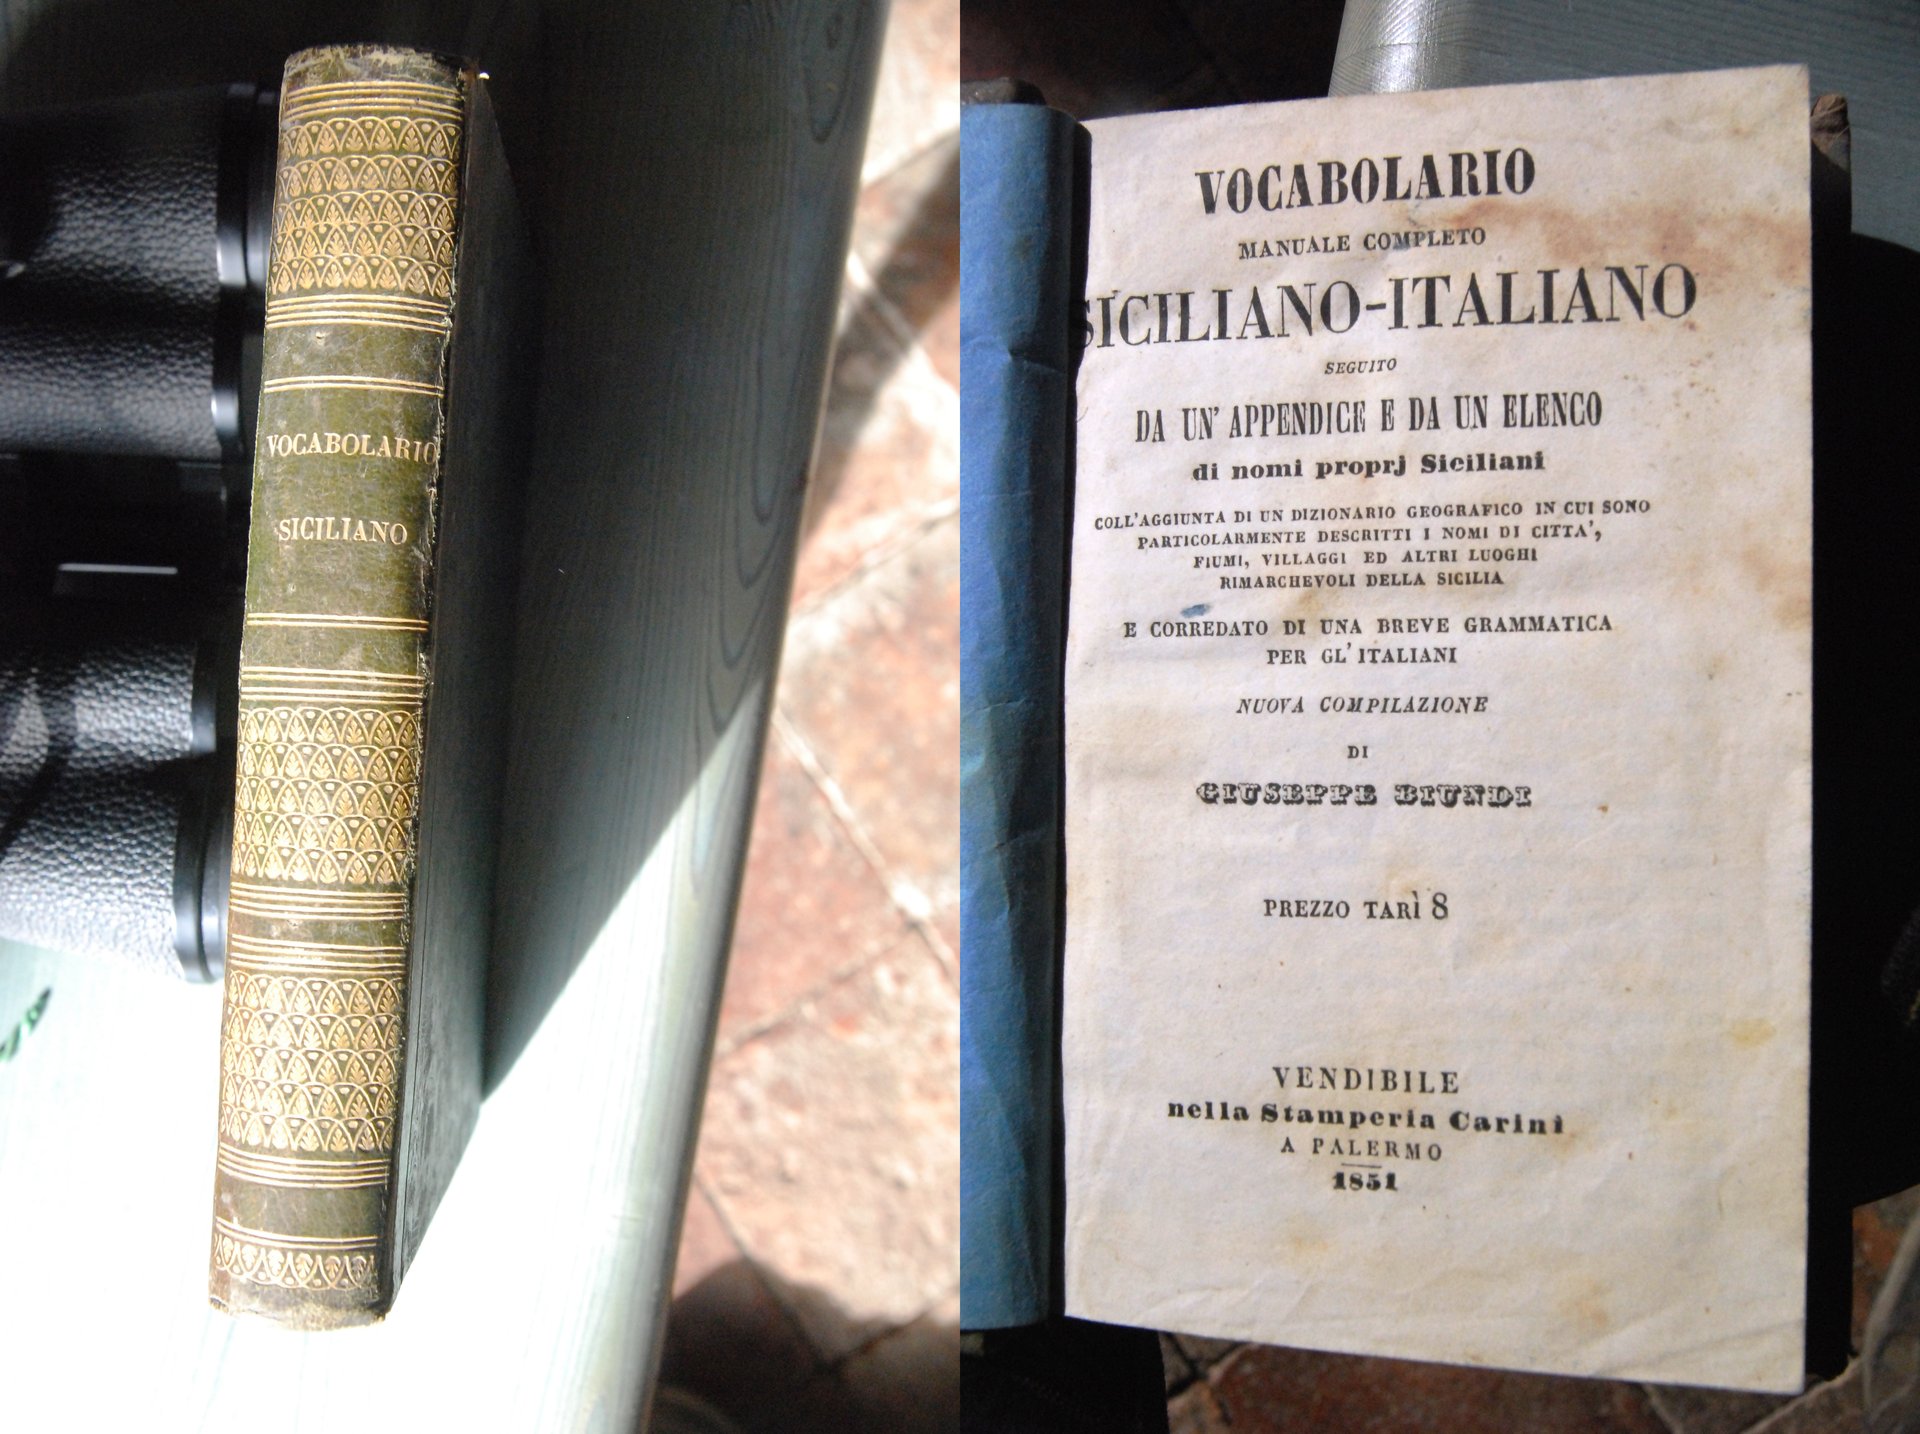 VOCABOLARIO
SICILIANO
VOCABOLARIO
MANUALE COMPLETO
SICILIANO-ITALIANO
SEGUITO
DA UN' APPENDICE E DA UN ELENCO
di nomi proprj Siciliani
COLL'AGGIUNTA DI UN DIZIONARIO GEOGRAFICO IN CUI SONO
PARTICOLARMENTE DESCRITTI I NOMI DI CITTA',
FIUMI, VILLAGGI ED ALTRI LUOGHI
RIMARCHEVOLI DELLA SICILIA
E CORREDATO DI UNA BREVE GRAMMATICA
PER GL'ITALIANI
NUOVA COMPILAZIONE
DI
GIUSEPPE BIUNDI
PREZZO TARÌ 8
VENDIBILE
nella Stamperia Carini
A PALERMO
1851